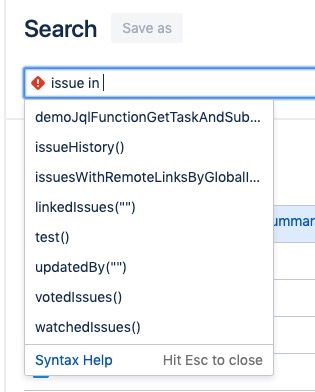 Search
Save as
issue in
demoJqlFunctionGetTaskAndSub...
issueHistory()
issuesWithRemoteLinksByGlobalI...
linkedIssues("")
ummar
test()
updatedBy("")
votedIssues()
watchedIssues()
Syntax Help
Hit Esc to close